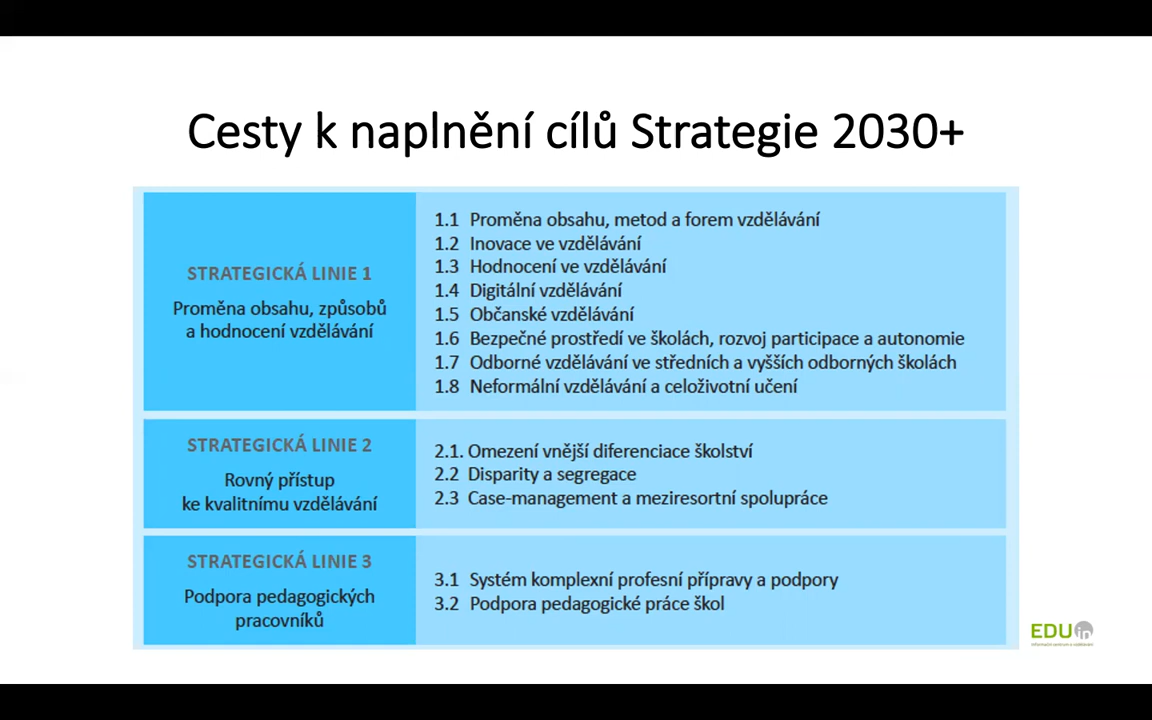 Cesty k naplnění cílů Strategie 2030+
STRATEGICKÁ LINIE 1
Proměna obsahu, způsobů
a hodnocení vzdělávání
1.1 Proměna obsahu, metod a forem vzdělávání
1.2 Inovace ve vzdělávání
1.3 Hodnocení ve vzdělávání
1.4 Digitální vzdělávání
1.5 Občanské vzdělávání
1.6 Bezpečné prostředí ve školách, rozvoj participace a autonomie
1.7 Odborné vzdělávání ve středních a vyšších odborných školách
1.8 Neformální vzdělávání a celoživotní učení
STRATEGICKÁ LINIE 2
Rovný přístup
ke kvalitnímu vzdělávání
2.1. Omezení vnější diferenciace školství
2.2 Disparity a segregace
2.3 Case-management a meziresortní spolupráce
STRATEGICKÁ LINIE 3
Podpora pedagogických
pracovníků
3.1 Systém komplexní profesní přípravy a podpory
3.2 Podpora pedagogické práce škol
EDUin
informační centrum o vzdělávání